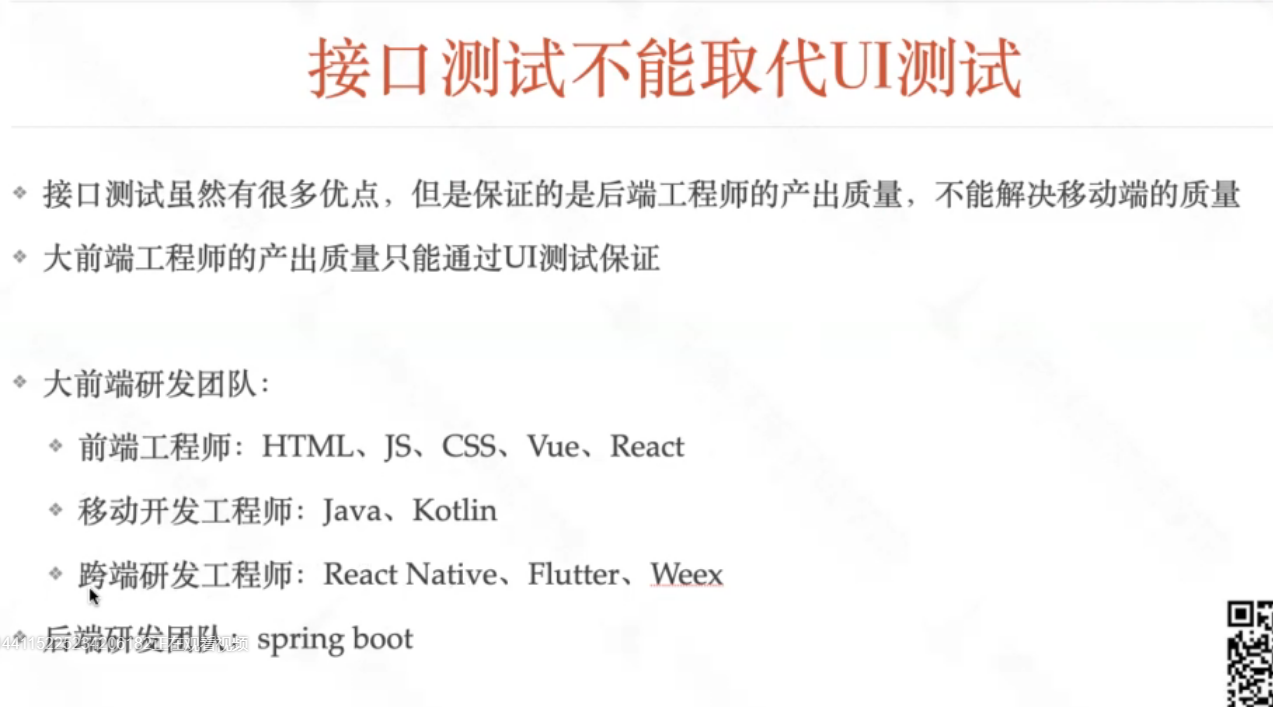 接口测试不能取代UI测试
接口测试虽然有很多优点，但是保证的是后端工程师的产出质量，不能解决移动端的质量
大前端工程师的产出质量只能通过UI测试保证
大前端研发团队：
前端工程师：HTML、JS、CSS、Vue、React
移动开发工程师：Java、Kotlin
跨端研发工程师：React Native、Flutter、Weex
后端研发团队：spring boot